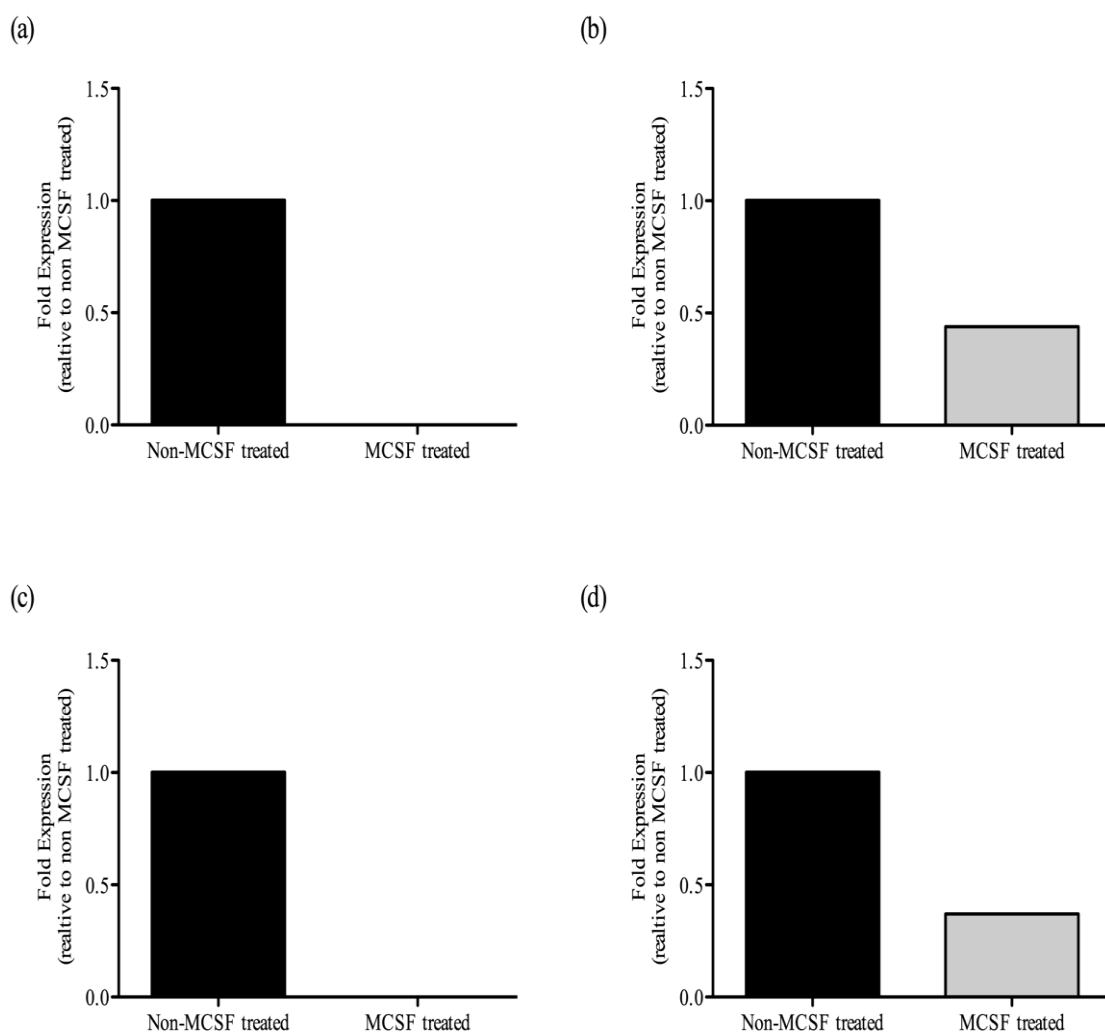 (a)
Fold Expression
(realtive to non MCSF treated)
1.5
1.0
0.5
0.0
Non-MCSF treated MCSF treated
(b)
Fold Expression
(realtive to non MCSF treated)
1.5
1.0
0.5
0.0
Non-MCSF treated MCSF treated
(c)
Fold Expression
(realtive to non MCSF treated)
1.5
1.0
0.5
0.0
Non-MCSF treated MCSF treated
(d)
Fold Expression
(realtive to non MCSF treated)
1.5
1.0
0.5
0.0
Non-MCSF treated MCSF treated